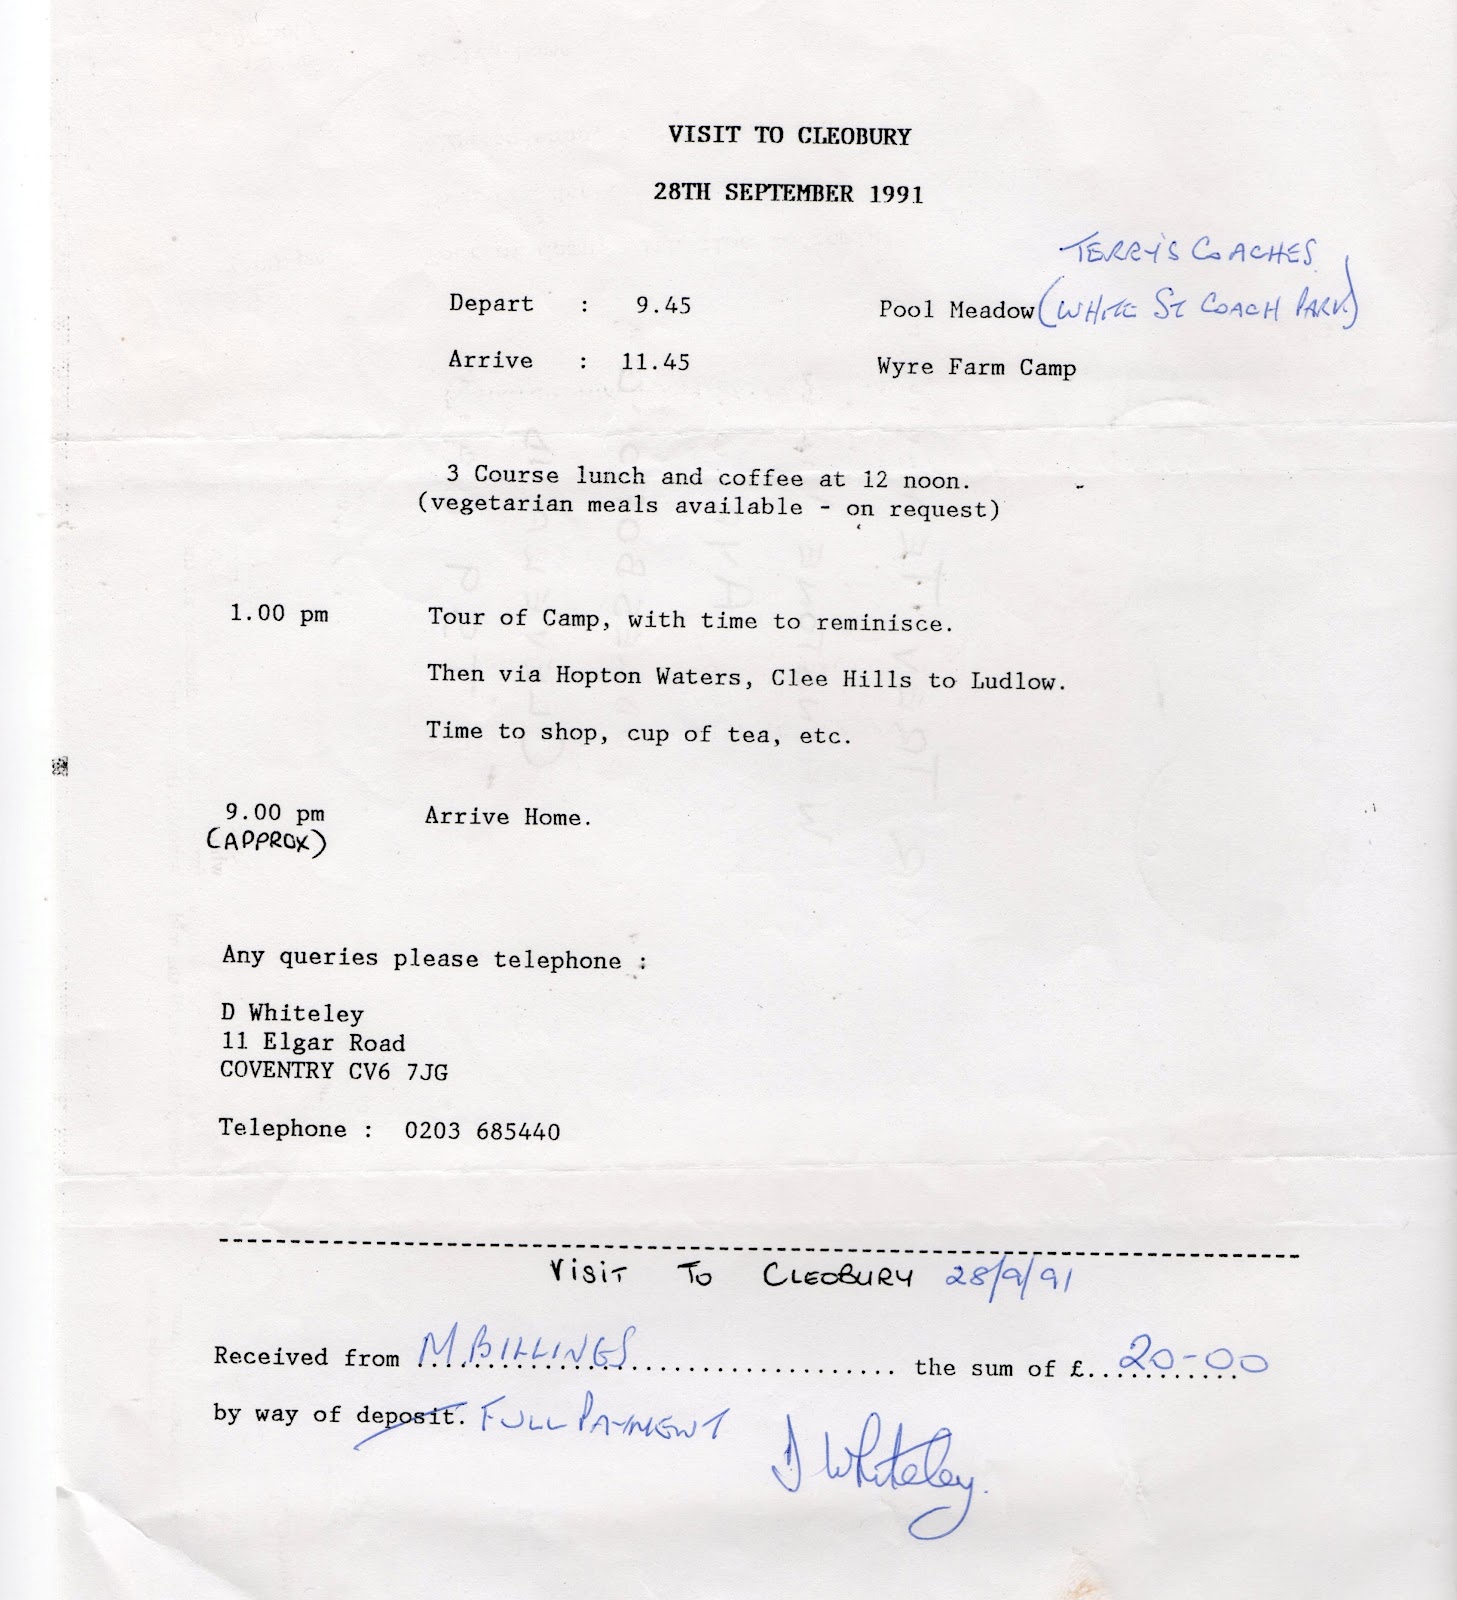 VISIT TO CLEOBURY
28TH SEPTEMBER 1991
TERRY'S COACHES
Depart : 9.45 Pool Meadow (WHITE ST COACH PARK)
Arrive : 11.45 Wyre Farm Camp
3 Course lunch and coffee at 12 noon.
(vegetarian meals available - on request)
1.00 pm Tour of Camp, with time to reminisce.
Then via Hopton Waters, Clee Hills to Ludlow.
Time to shop, cup of tea, etc.
9.00 pm Arrive Home.
(APPROX)
Any queries please telephone :
D Whiteley
11 Elgar Road
COVENTRY CV6 7JG
Telephone : 0203 685440
VISIT TO CLEOBURY 28/9/91
Received from M BILLINGS the sum of £ 20-00
by way of deposit. FULL PAYMENT
D Whiteley.